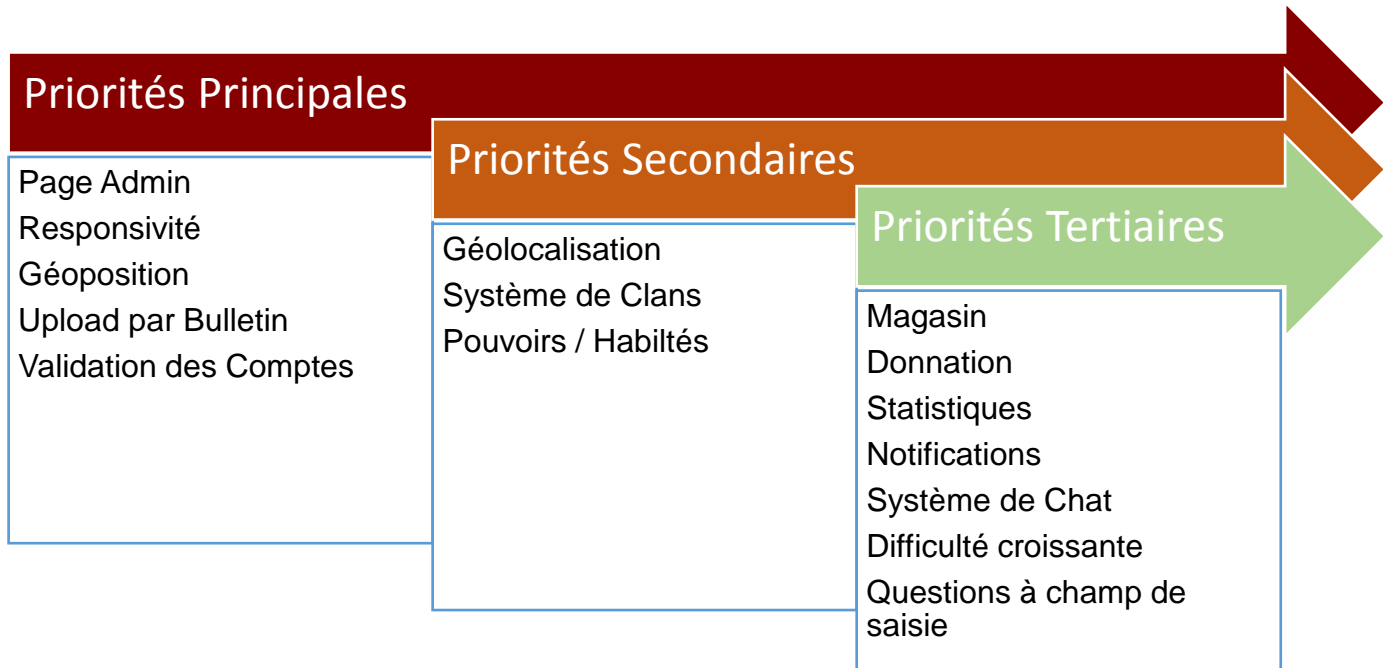 Priorités Principales
Page Admin
Responsivité
Géoposition
Upload par Bulletin
Validation des Comptes
Priorités Secondaires
Géolocalisation
Système de Clans
Pouvoirs / Habiltés
Priorités Tertiaires
Magasin
Donnation
Statistiques
Notifications
Système de Chat
Difficulté croissante
Questions à champ de
saisie